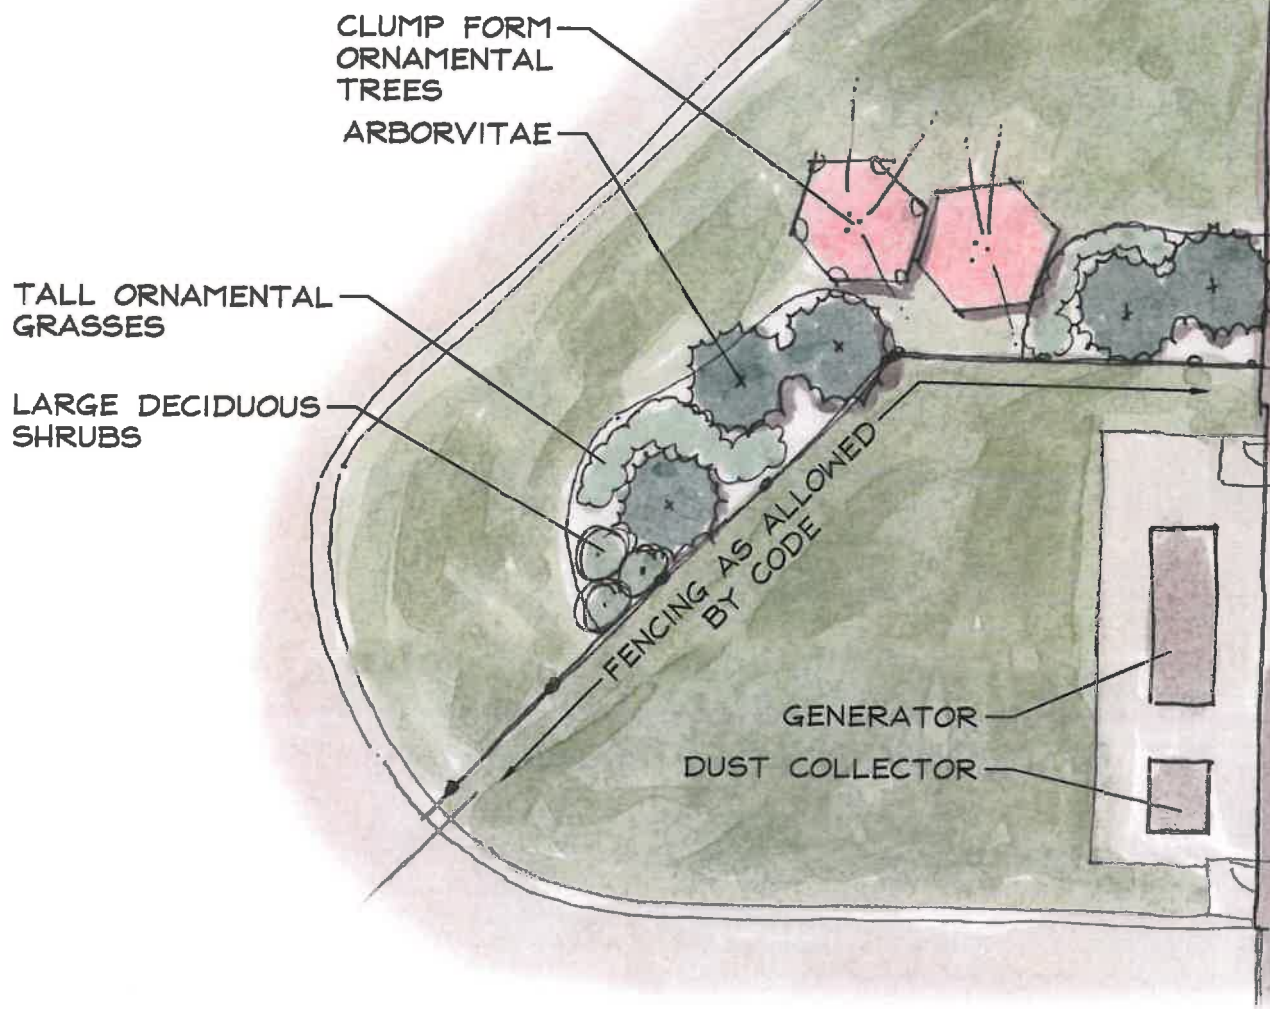 CLUMP FORM
ORNAMENTAL
TREES
ARBORVITAE
TALL ORNAMENTAL
GRASSES
LARGE DECIDUOUS
SHRUBS
FENCING AS ALLOWED
BY CODE
GENERATOR
DUST COLLECTOR